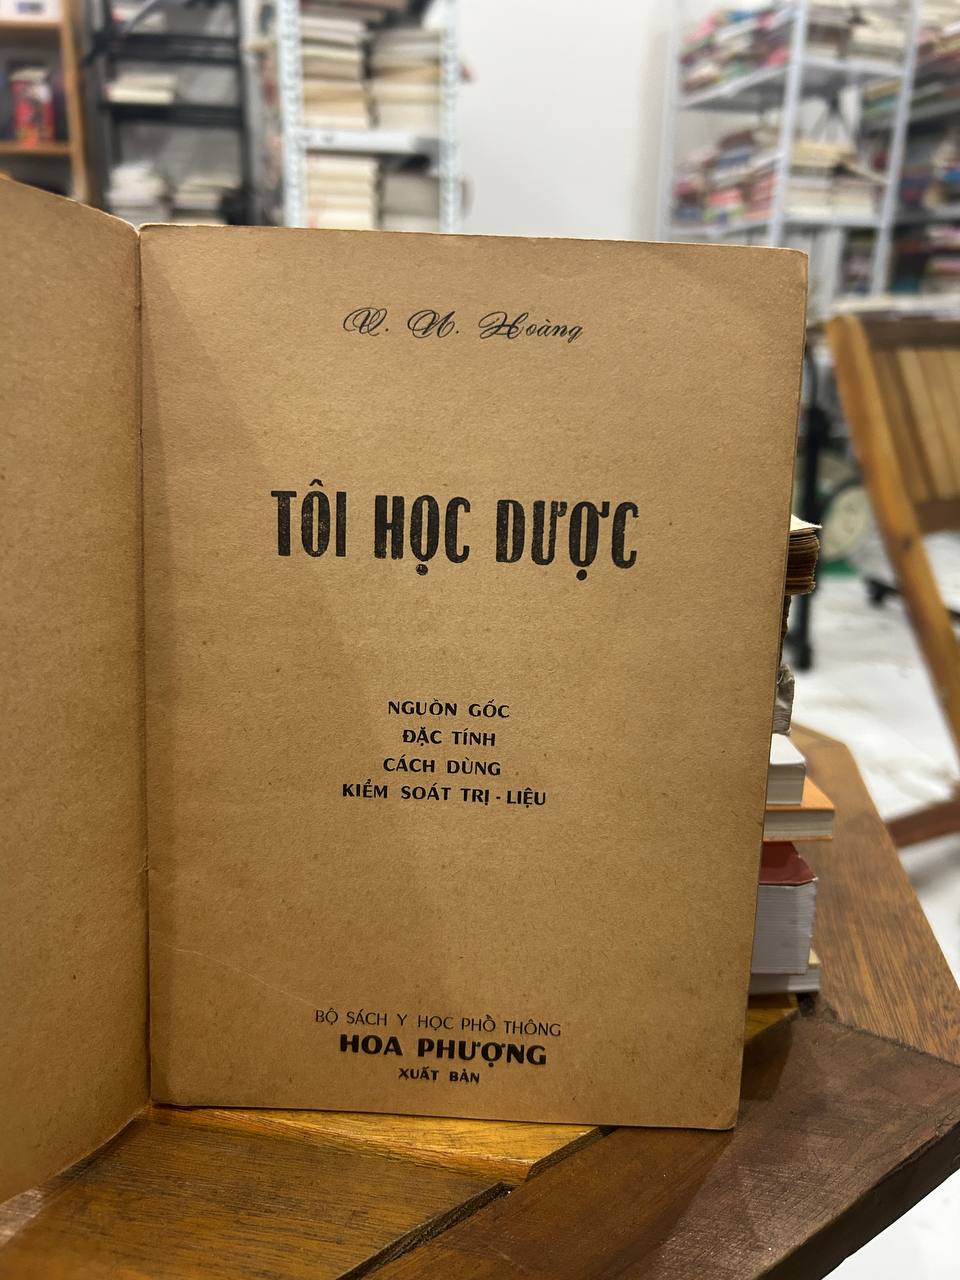 V. N. Hoàng
TÔI HỌC DƯỢC
NGUỒN GỐC
ĐẶC TÍNH
CÁCH DÙNG
KIỂM SOÁT TRỊ - LIỆU
BỘ SÁCH Y HỌC PHỔ THÔNG
HOA PHƯỢNG
XUẤT BẢN